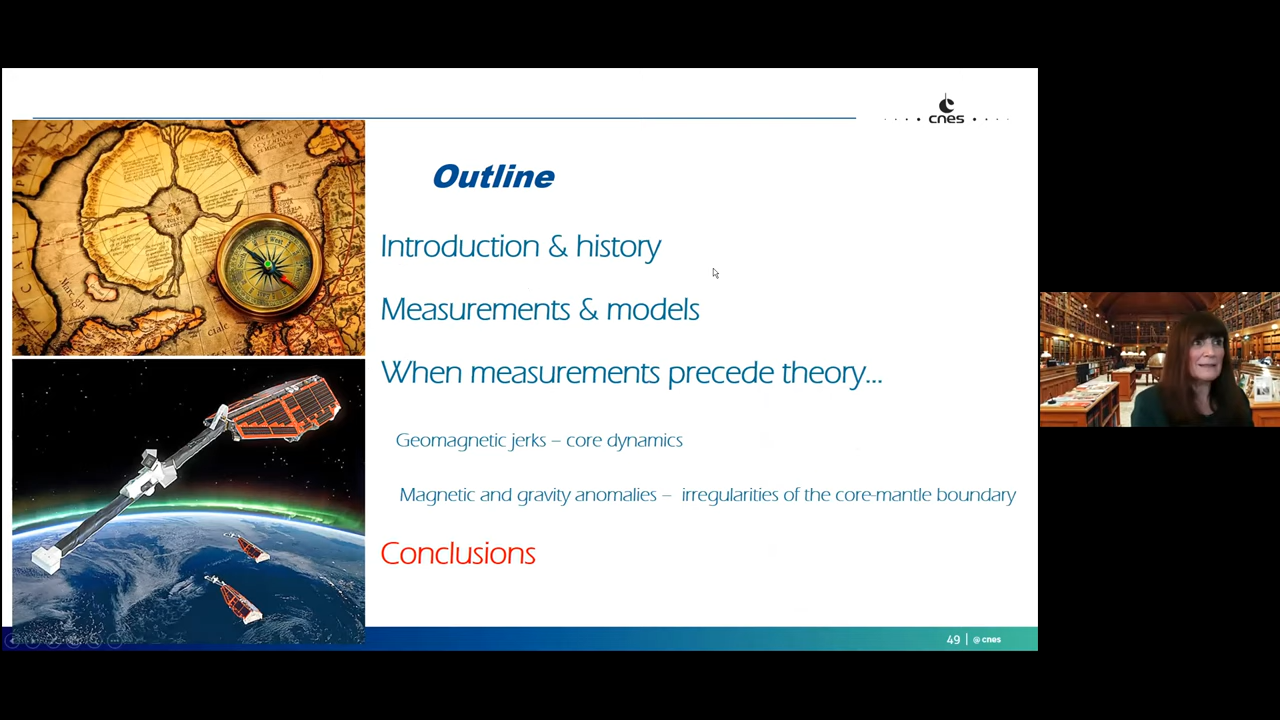 cnes
Outline
Introduction & history
Measurements & models
When measurements precede theory...
Geomagnetic jerks – core dynamics
Magnetic and gravity anomalies – irregularities of the core-mantle boundary
Conclusions
49 | @ cnes